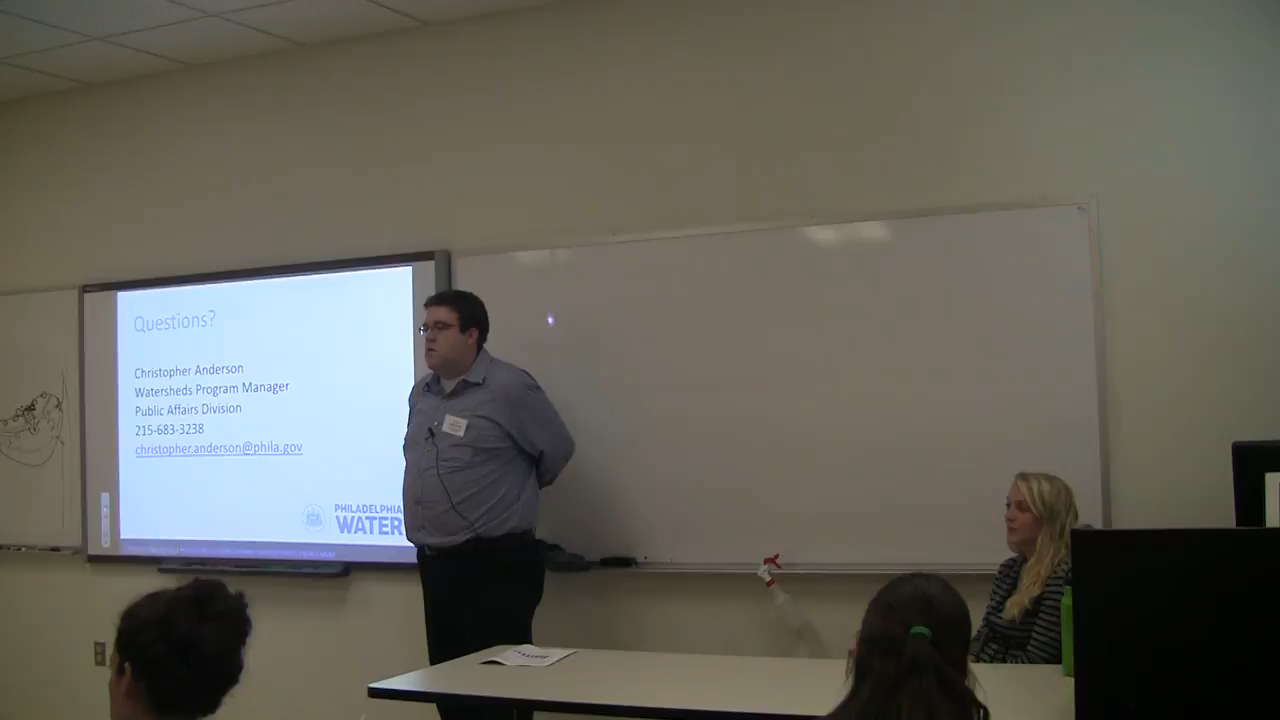 Questions?
Christopher Anderson
Watersheds Program Manager
Public Affairs Division
215-683-3238
christopher.anderson@phila.gov
PHILADELPHIA
WATER